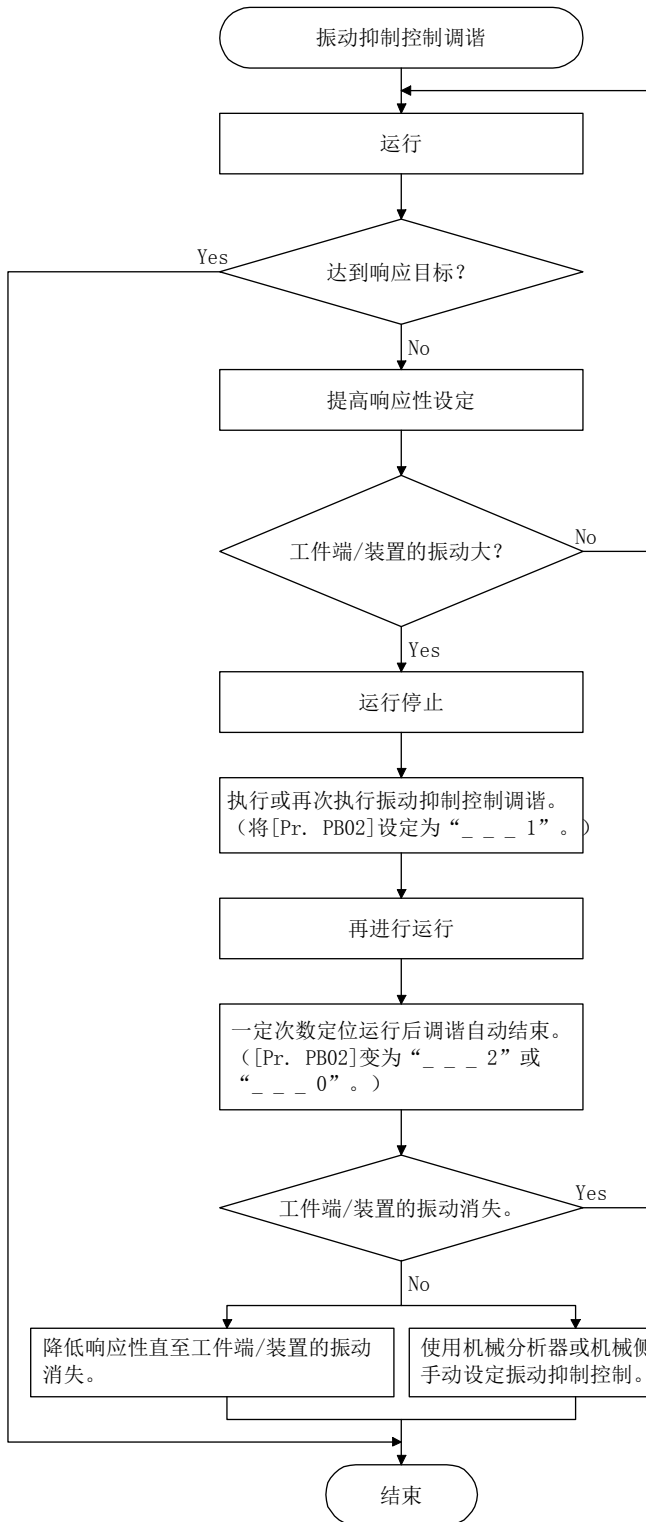 振动抑制控制调谐
运行
Yes
达到响应目标?
No
提高响应性设定
工件端/装置的振动大?
No
Yes
运行停止
执行或再次执行振动抑制控制调谐。
(将[Pr. PB02]设定为“_ _ _ 1”。)
再进行运行
一定次数定位运行后调谐自动结束。
([Pr. PB02]变为“_ _ _ 2”或
“_ _ _ 0”。)
工件端/装置的振动消失。
Yes
No
降低响应性直至工件端/装置的振动
消失。
使用机械分析器或机械侧
手动设定振动抑制控制。
结束